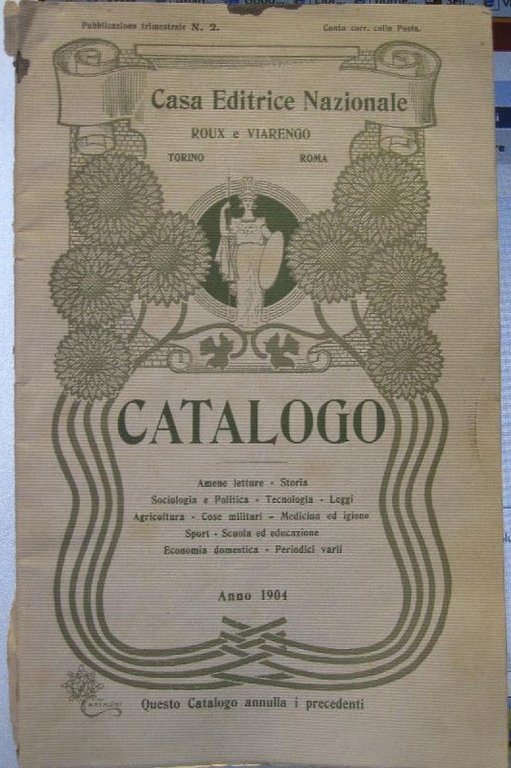 Pubblicazione trimestrale N. 2. Conto corr. colla Posta.
Casa Editrice Nazionale
ROUX e VIARENGO
TORINO ROMA
CATALOGO
Amene letture - Storia
Sociologia e Politica - Tecnologia - Leggi
Agricoltura - Cose militari - Medicina ed igiene
Sport - Scuola ed educazione
Economia domestica - Periodici varii
Anno 1904
Questo Catalogo annulla i precedenti